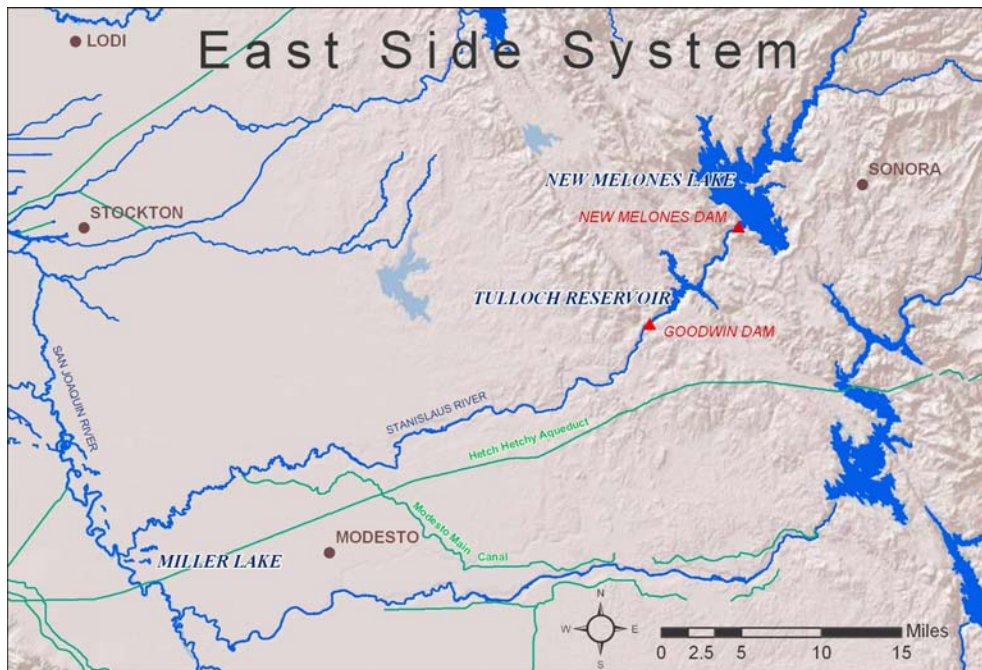 East Side System
LODI
SONORA
NEW MELONES LAKE
STOCKTON
NEW MELONES DAM
TULLOCH RESERVOIR
GOODWIN DAM
SAN JOAQUIN RIVER
STANISLAUS RIVER
Hetch Hetchy Aqueduct
Modesto Main
Canal
MODESTO
MILLER LAKE
N
W E
S
Miles
0 2.5 5 10 15